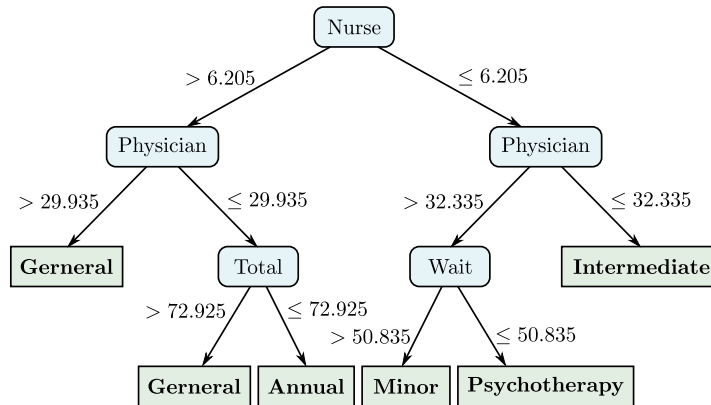 Nurse
> 6.205
≤ 6.205
Physician
Physician
> 29.935
≤ 29.935
> 32.335
≤ 32.335
Gerneral
Total
Wait
Intermediate
> 72.925
≤ 72.925
> 50.835
≤ 50.835
Gerneral
Annual
Minor
Psychotherapy